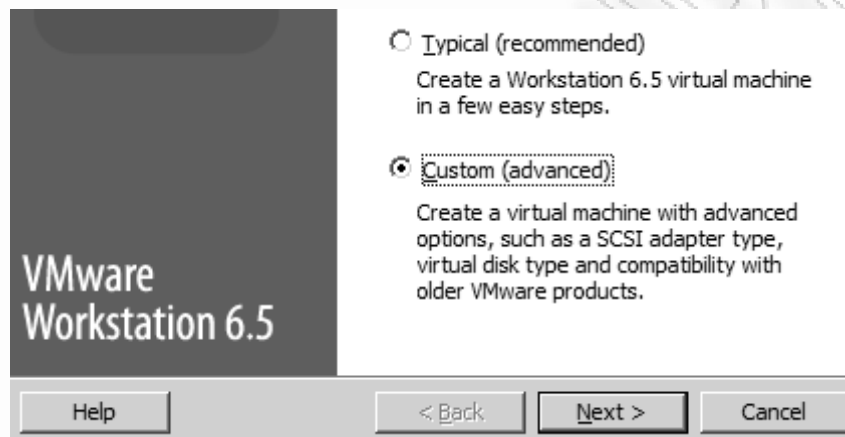 Typical (recommended)
Create a Workstation 6.5 virtual machine
in a few easy steps.
Custom (advanced)
Create a virtual machine with advanced
options, such as a SCSI adapter type,
virtual disk type and compatibility with
older VMware products.
VMware
Workstation 6.5
Help
< Back
Next >
Cancel